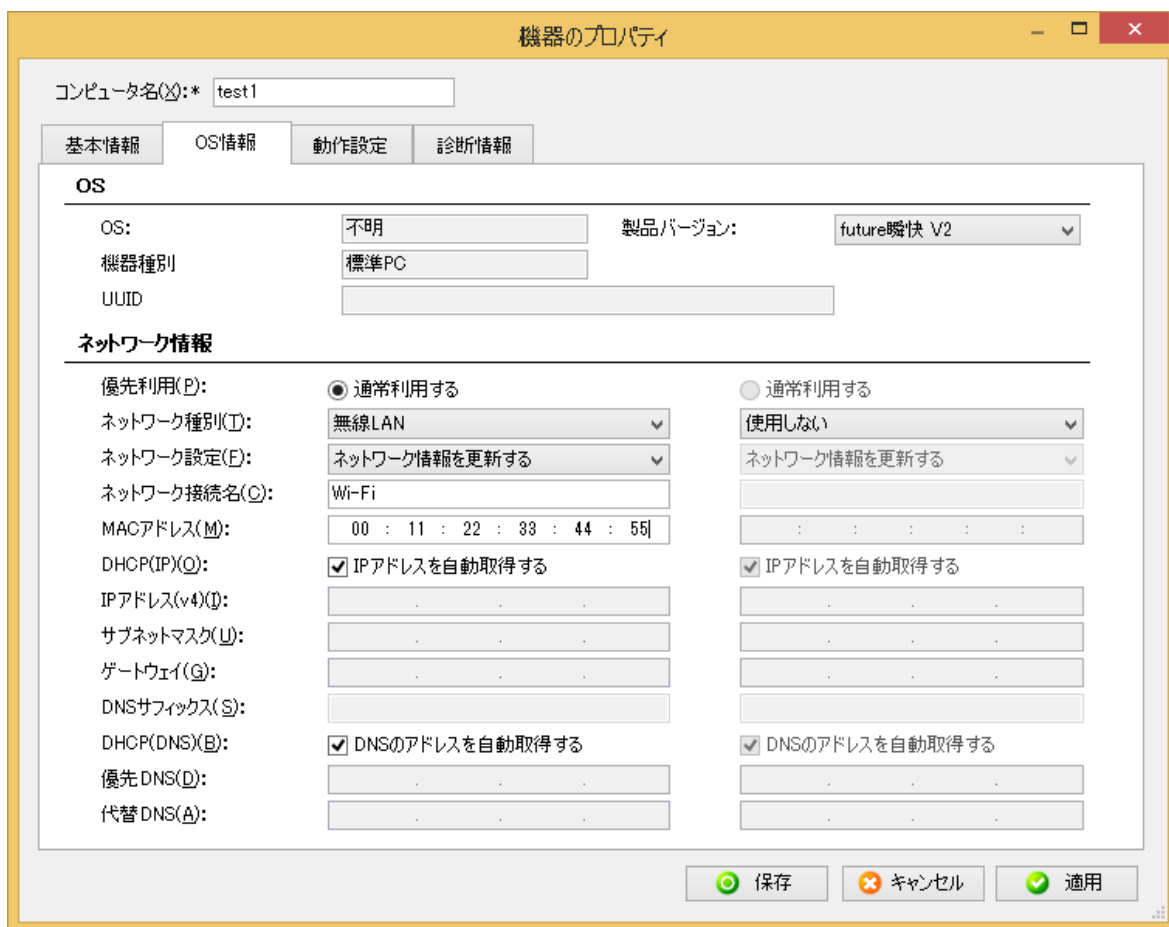 機器のプロパティ
コンピュータ名(X):* test1
基本情報 OS情報 動作設定 診断情報
OS
OS: 不明 製品バージョン: future瞬快 V2
機器種別 標準PC
UUID
ネットワーク情報
優先利用(P): 通常利用する 通常利用する
ネットワーク種別(T): 無線LAN 使用しない
ネットワーク設定(F): ネットワーク情報を更新する ネットワーク情報を更新する
ネットワーク接続名(C): Wi-Fi
MACアドレス(M): 00 : 11 : 22 : 33 : 44 : 55 : : : : :
DHCP(IP)(O): IPアドレスを自動取得する IPアドレスを自動取得する
IPアドレス(v4)(I): . . . . . .
サブネットマスク(U): . . . . . .
ゲートウェイ(G): . . . . . .
DNSサフィックス(S):
DHCP(DNS)(B): DNSのアドレスを自動取得する DNSのアドレスを自動取得する
優先DNS(D): . . . . . .
代替DNS(A): . . . . . .
保存 キャンセル 適用